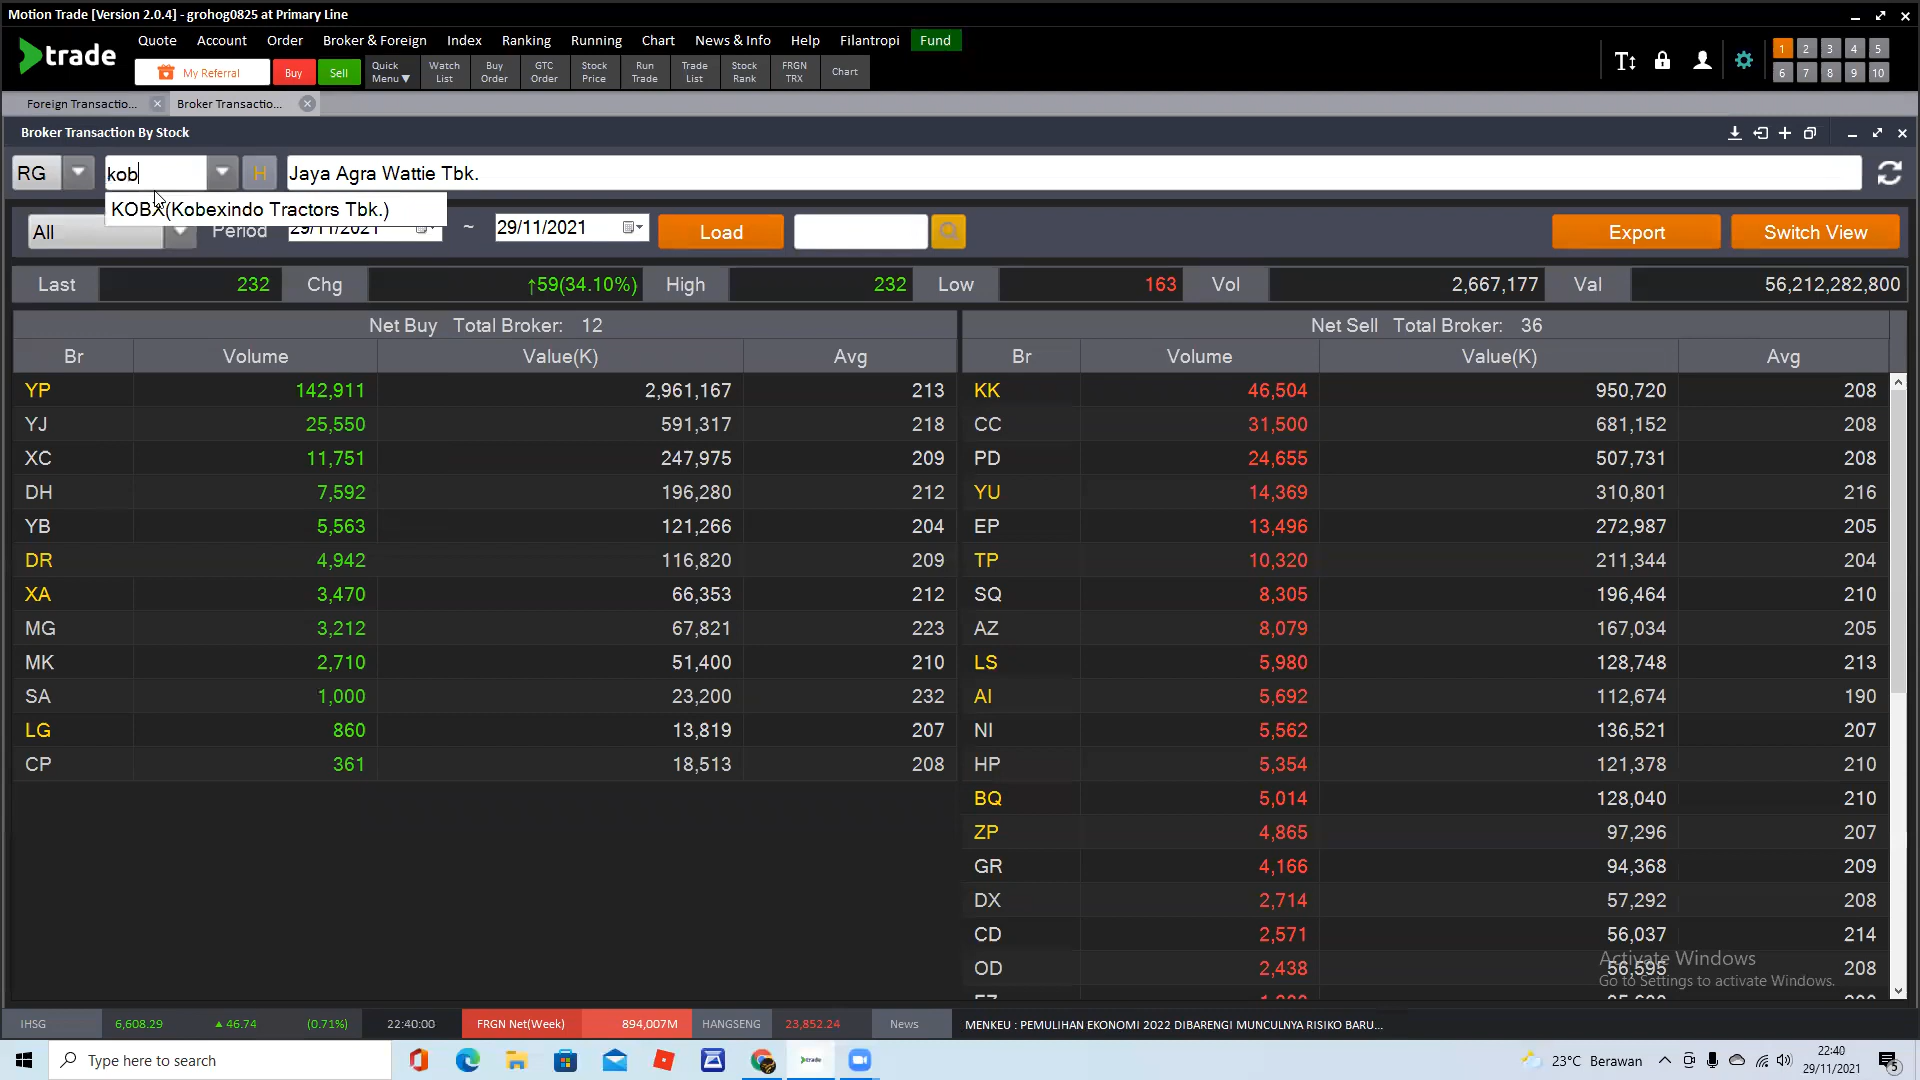 Motion Trade [Version 2.0.4] - grohog0825 at Primary Line
trade
Quote Account Order Broker & Foreign Index Ranking Running Chart News & Info Help Filantropi Fund
My Referral Buy Sell Quick Menu▼ Watch List Buy Order GTC Order Stock Price Run Trade Trade List Stock Rank FRGN TRX Chart
1 2 3 4 5
6 7 8 9 10
Foreign Transactio... Broker Transactio...
Broker Transaction By Stock
RG kob H Jaya Agra Wattie Tbk.
KOBX(Kobexindo Tractors Tbk.)
All Period 29/11/2021 ~ 29/11/2021 Load Export Switch View
Last 232 Chg ↑59(34.10%) High 232 Low 163 Vol 2,667,177 Val 56,212,282,800
Net Buy Total Broker: 12 Net Sell Total Broker: 36
Br Volume Value(K) Avg Br Volume Value(K) Avg
YP 142,911 2,961,167 213 KK 46,504 950,720 208
YJ 25,550 591,317 218 CC 31,500 681,152 208
XC 11,751 247,975 209 PD 24,655 507,731 208
DH 7,592 196,280 212 YU 14,369 310,801 216
YB 5,563 121,266 204 EP 13,496 272,987 205
DR 4,942 116,820 209 TP 10,320 211,344 204
XA 3,470 66,353 212 SQ 8,305 196,464 210
MG 3,212 67,821 223 AZ 8,079 167,034 205
MK 2,710 51,400 210 LS 5,980 128,748 213
SA 1,000 23,200 232 AI 5,692 112,674 190
LG 860 13,819 207 NI 5,562 136,521 207
CP 361 18,513 208 HP 5,354 121,378 210
BQ 5,014 128,040 210
ZP 4,865 97,296 207
GR 4,166 94,368 209
DX 2,714 57,292 208
CD 2,571 56,037 214
OD 2,438 56,595 208
Activate Windows
Go to Settings to activate Windows.
IHSG 6,608.29 ▲ 46.74 (0.71%) 22:40:00 FRGN Net(Week) 894,007M HANGSENG 23,852.24 News MENKEU : PEMULIHAN EKONOMI 2022 DIBARENGI MUNCULNYA RISIKO BARU...
Type here to search trade 23°C Berawan 22:40
29/11/2021 5